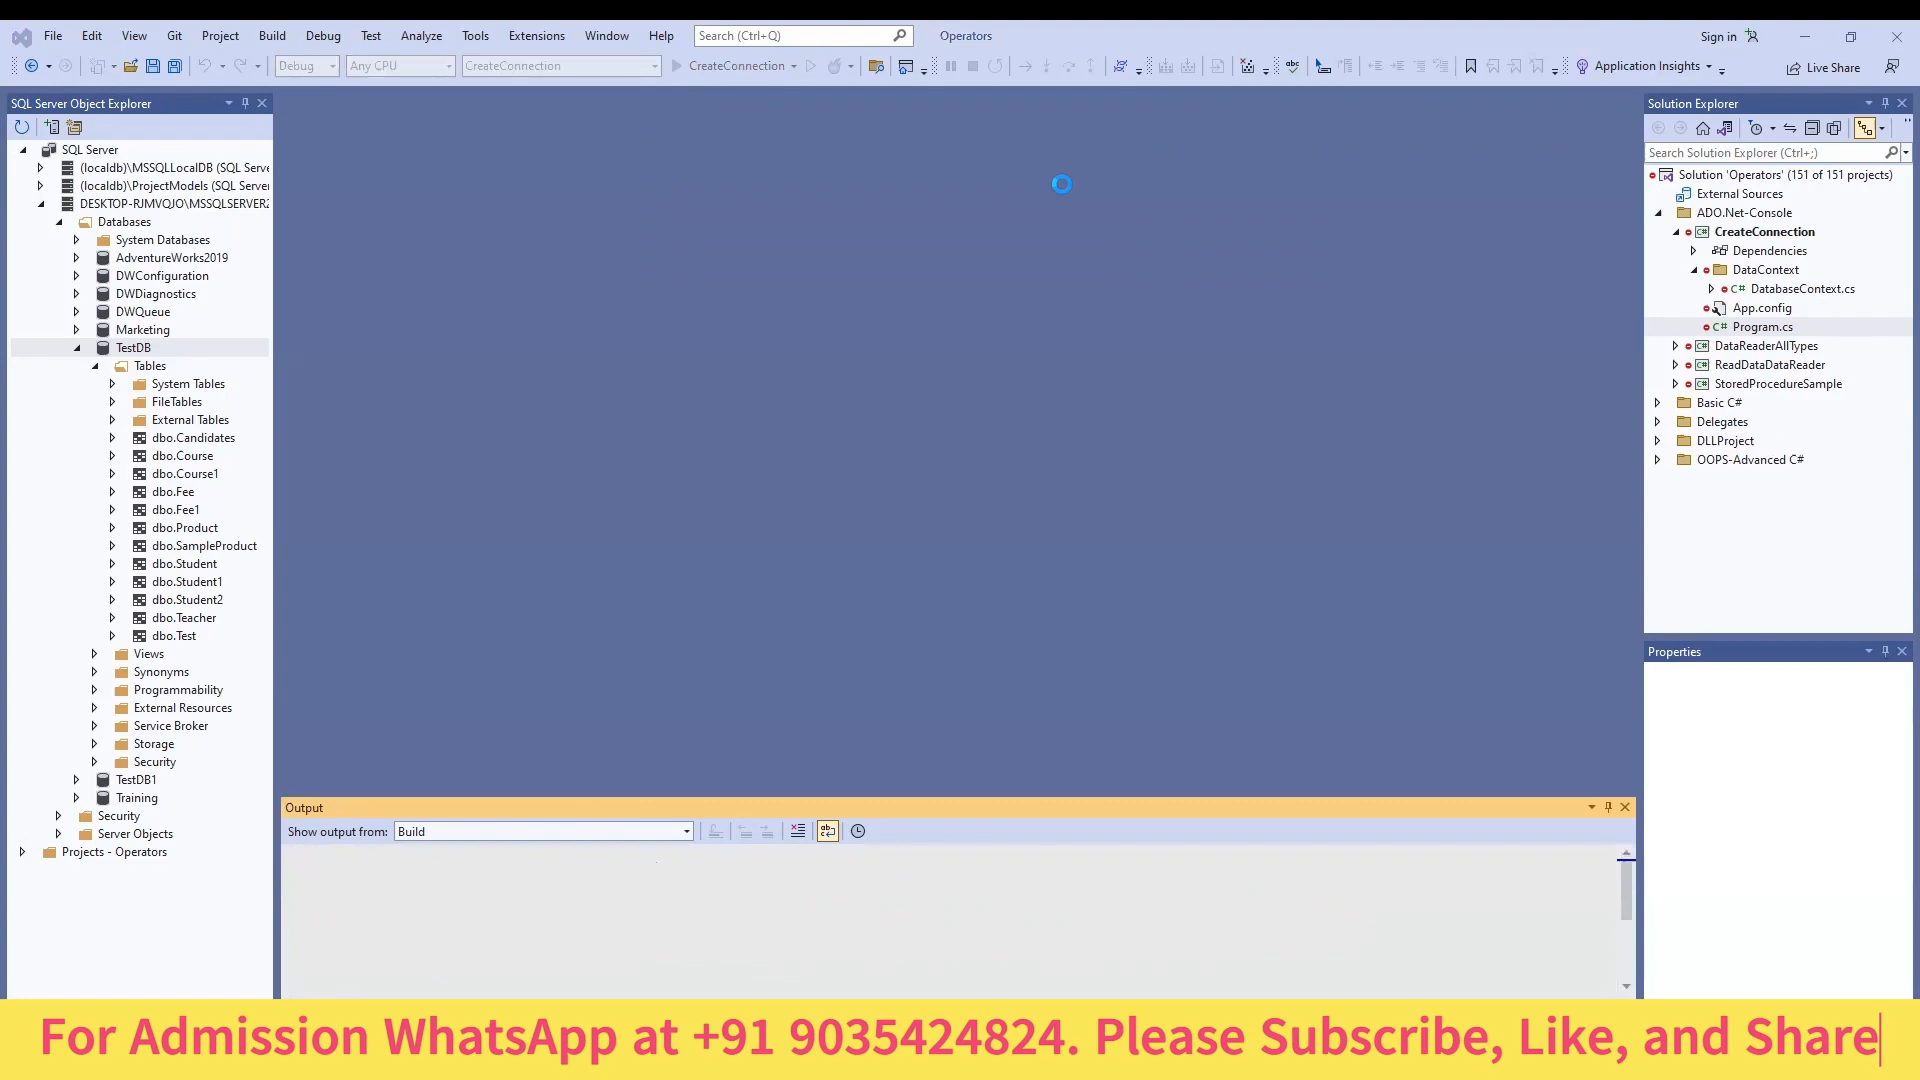 File Edit View Git Project Build Debug Test Analyze Tools Extensions Window Help Search (Ctrl+Q) Operators Sign in
Debug Any CPU CreateConnection CreateConnection Application Insights Live Share
SQL Server Object Explorer
SQL Server
(localdb)\MSSQLLocalDB (SQL Serve
(localdb)\ProjectModels (SQL Server
DESKTOP-RJMVQJO\MSSQLSERVER2
Databases
System Databases
AdventureWorks2019
DWConfiguration
DWDiagnostics
DWQueue
Marketing
TestDB
Tables
System Tables
FileTables
External Tables
dbo.Candidates
dbo.Course
dbo.Course1
dbo.Fee
dbo.Fee1
dbo.Product
dbo.SampleProduct
dbo.Student
dbo.Student1
dbo.Student2
dbo.Teacher
dbo.Test
Views
Synonyms
Programmability
External Resources
Service Broker
Storage
Security
TestDB1
Training
Security
Server Objects
Projects - Operators
Output
Show output from: Build
Solution Explorer
Search Solution Explorer (Ctrl+;)
Solution 'Operators' (151 of 151 projects)
External Sources
ADO.Net-Console
C# CreateConnection
Dependencies
DataContext
C# DatabaseContext.cs
App.config
C# Program.cs
C# DataReaderAllTypes
C# ReadDataDataReader
C# StoredProcedureSample
Basic C#
Delegates
DLLProject
OOPS-Advanced C#
Properties
For Admission WhatsApp at +91 9035424824. Please Subscribe, Like, and Share